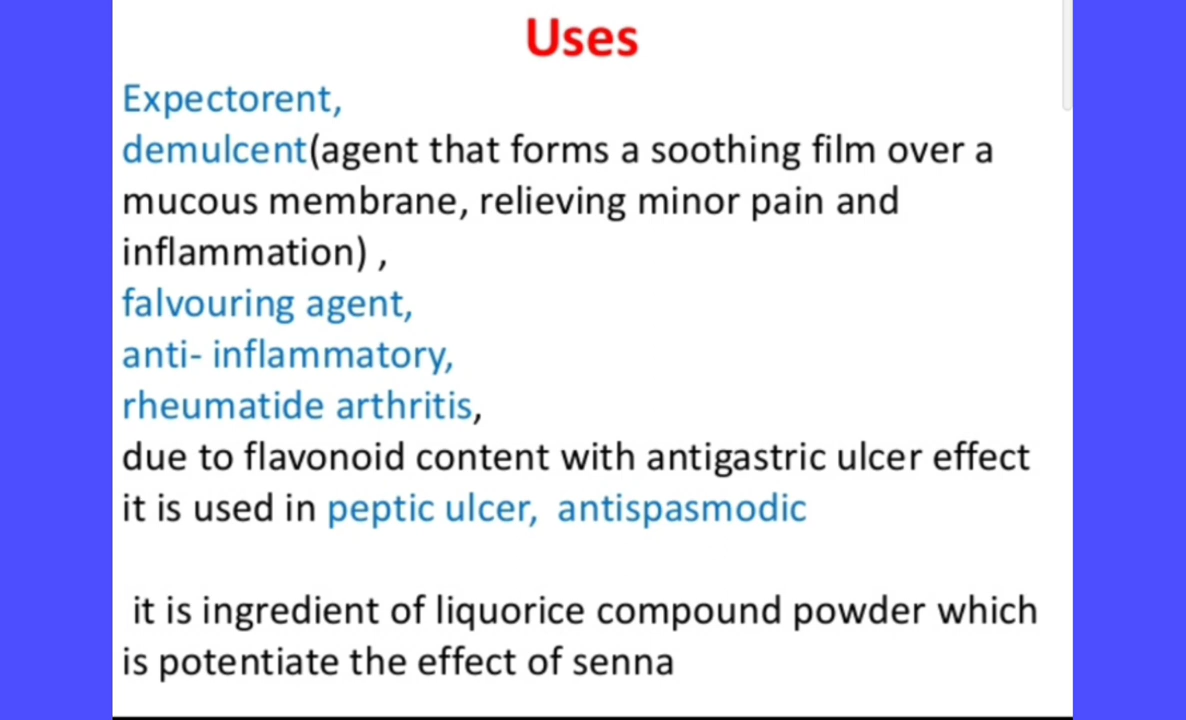 Uses
Expectorent,
demulcent(agent that forms a soothing film over a
mucous membrane, relieving minor pain and
inflammation) ,
falvouring agent,
anti- inflammatory,
rheumatide arthritis,
due to flavonoid content with antigastric ulcer effect
it is used in peptic ulcer, antispasmodic
it is ingredient of liquorice compound powder which
is potentiate the effect of senna